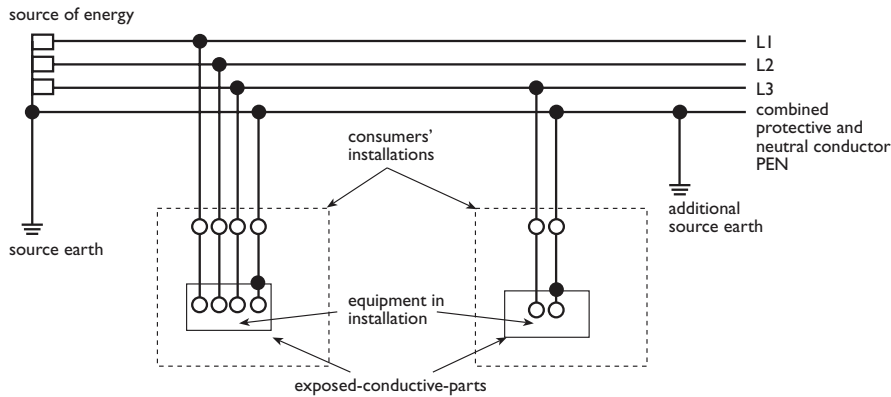 source of energy
L1
L2
L3
combined
protective and
neutral conductor
PEN
consumers’
installations
additional
source earth
source earth
equipment in
installation
exposed-conductive-parts